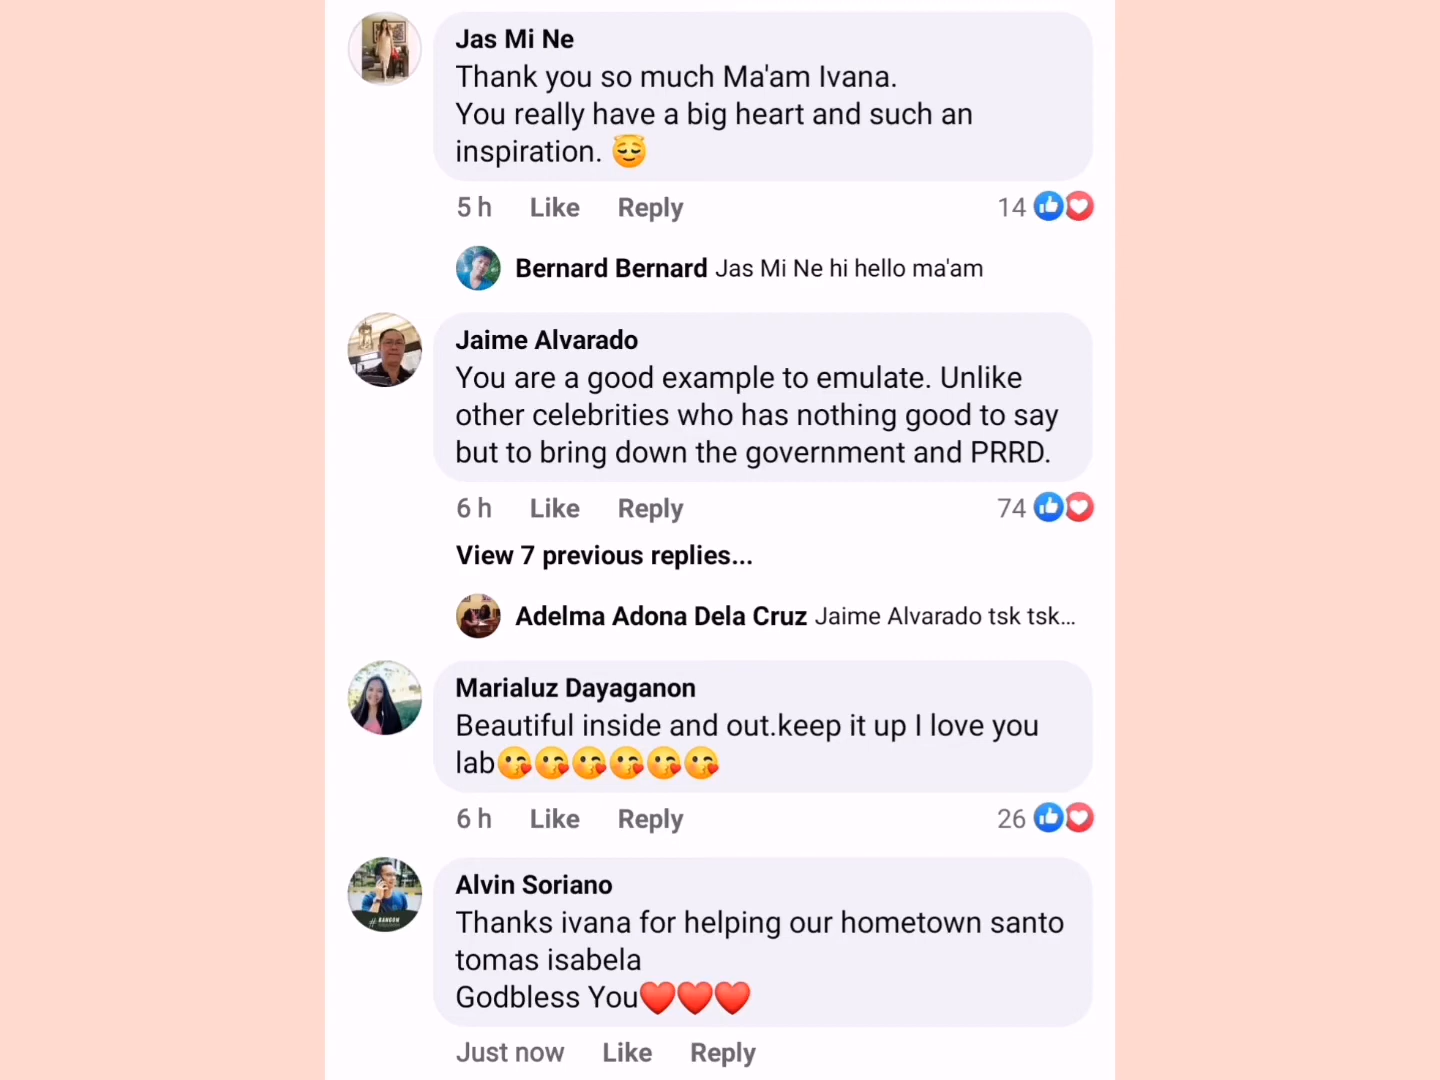 Jas Mi Ne
Thank you so much Ma'am Ivana.
You really have a big heart and such an
inspiration. 😇
5 h Like Reply 14
Bernard Bernard Jas Mi Ne hi hello ma'am
Jaime Alvarado
You are a good example to emulate. Unlike
other celebrities who has nothing good to say
but to bring down the government and PRRD.
6 h Like Reply 74
View 7 previous replies...
Adelma Adona Dela Cruz Jaime Alvarado tsk tsk...
Marialuz Dayaganon
Beautiful inside and out.keep it up I love you
lab😘😘😘😘😘😘
6 h Like Reply 26
Alvin Soriano
# BANGON
Thanks ivana for helping our hometown santo
tomas isabela
Godbless You❤️❤️❤️
Just now Like Reply